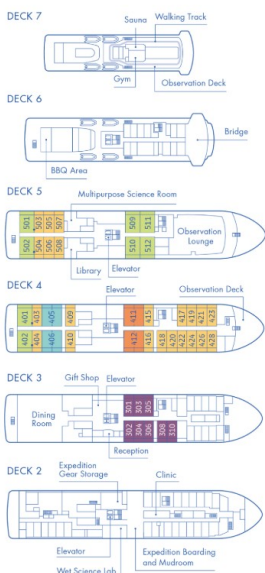 DECK 7
Sauna
Walking Track
Gym
Observation Deck
DECK 6
Bridge
BBQ Area
DECK 5
Multipurpose Science Room
501 503 505 507
509 511
502 504 506 508
510 512
Observation
Lounge
Library
Elevator
DECK 4
Elevator
Observation Deck
401 403 405 409
411 415 417 419 421 423
402 404 406 410
412 416 418 420 422 424 426 428
DECK 3
Gift Shop
Elevator
Dining
Room
303 305
302 304 306 308 310
Reception
DECK 2
Expedition
Gear Storage
Clinic
Elevator
Wet Science Lab
Expedition Boarding
and Mudroom